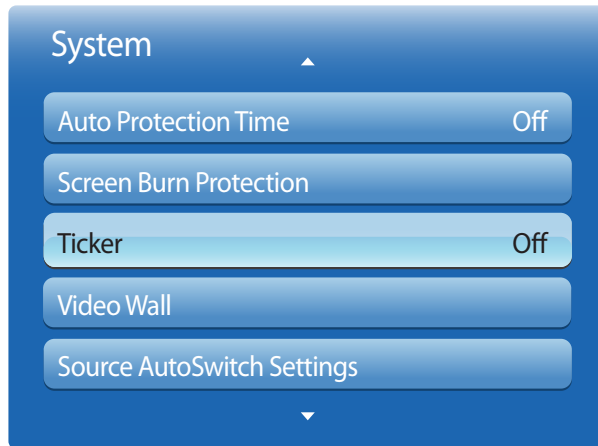 System
Auto Protection Time Off
Screen Burn Protection
Ticker Off
Video Wall
Source AutoSwitch Settings